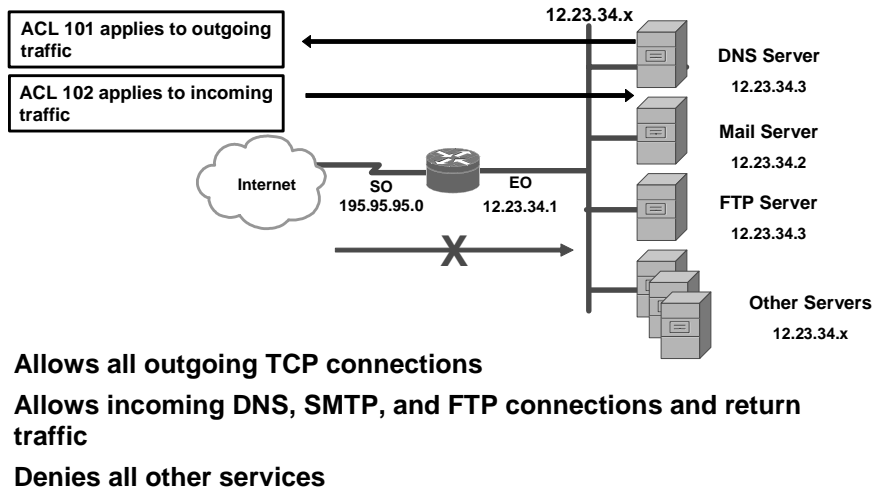 12.23.34.x
ACL 101 applies to outgoing
traffic
ACL 102 applies to incoming
traffic
DNS Server
12.23.34.3
Mail Server
12.23.34.2
Internet
SO
195.95.95.0
EO
12.23.34.1
FTP Server
12.23.34.3
X
Other Servers
12.23.34.x
Allows all outgoing TCP connections
Allows incoming DNS, SMTP, and FTP connections and return
traffic
Denies all other services